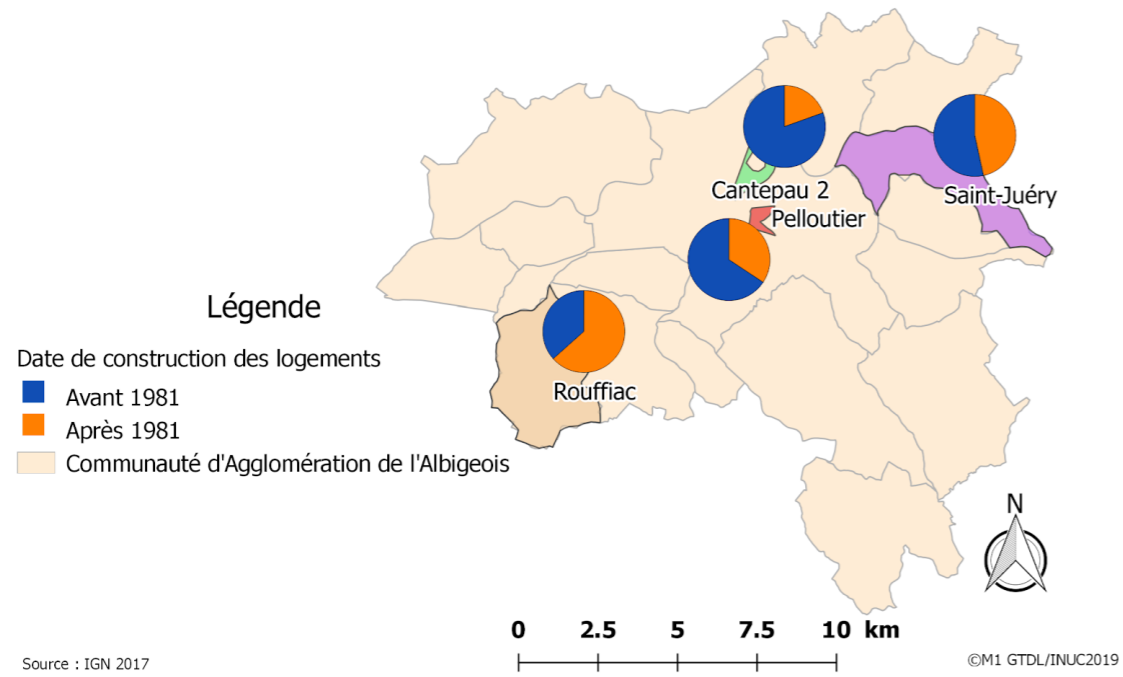 Cantepau 2
Saint-Juéry
Pelloutier
Légende
Date de construction des logements
Avant 1981
Rouffiac
Après 1981
Communauté d'Agglomération de l'Albigeois
N
0 2.5 5 7.5 10 km
Source : IGN 2017
©M1 GTDL/INUC2019